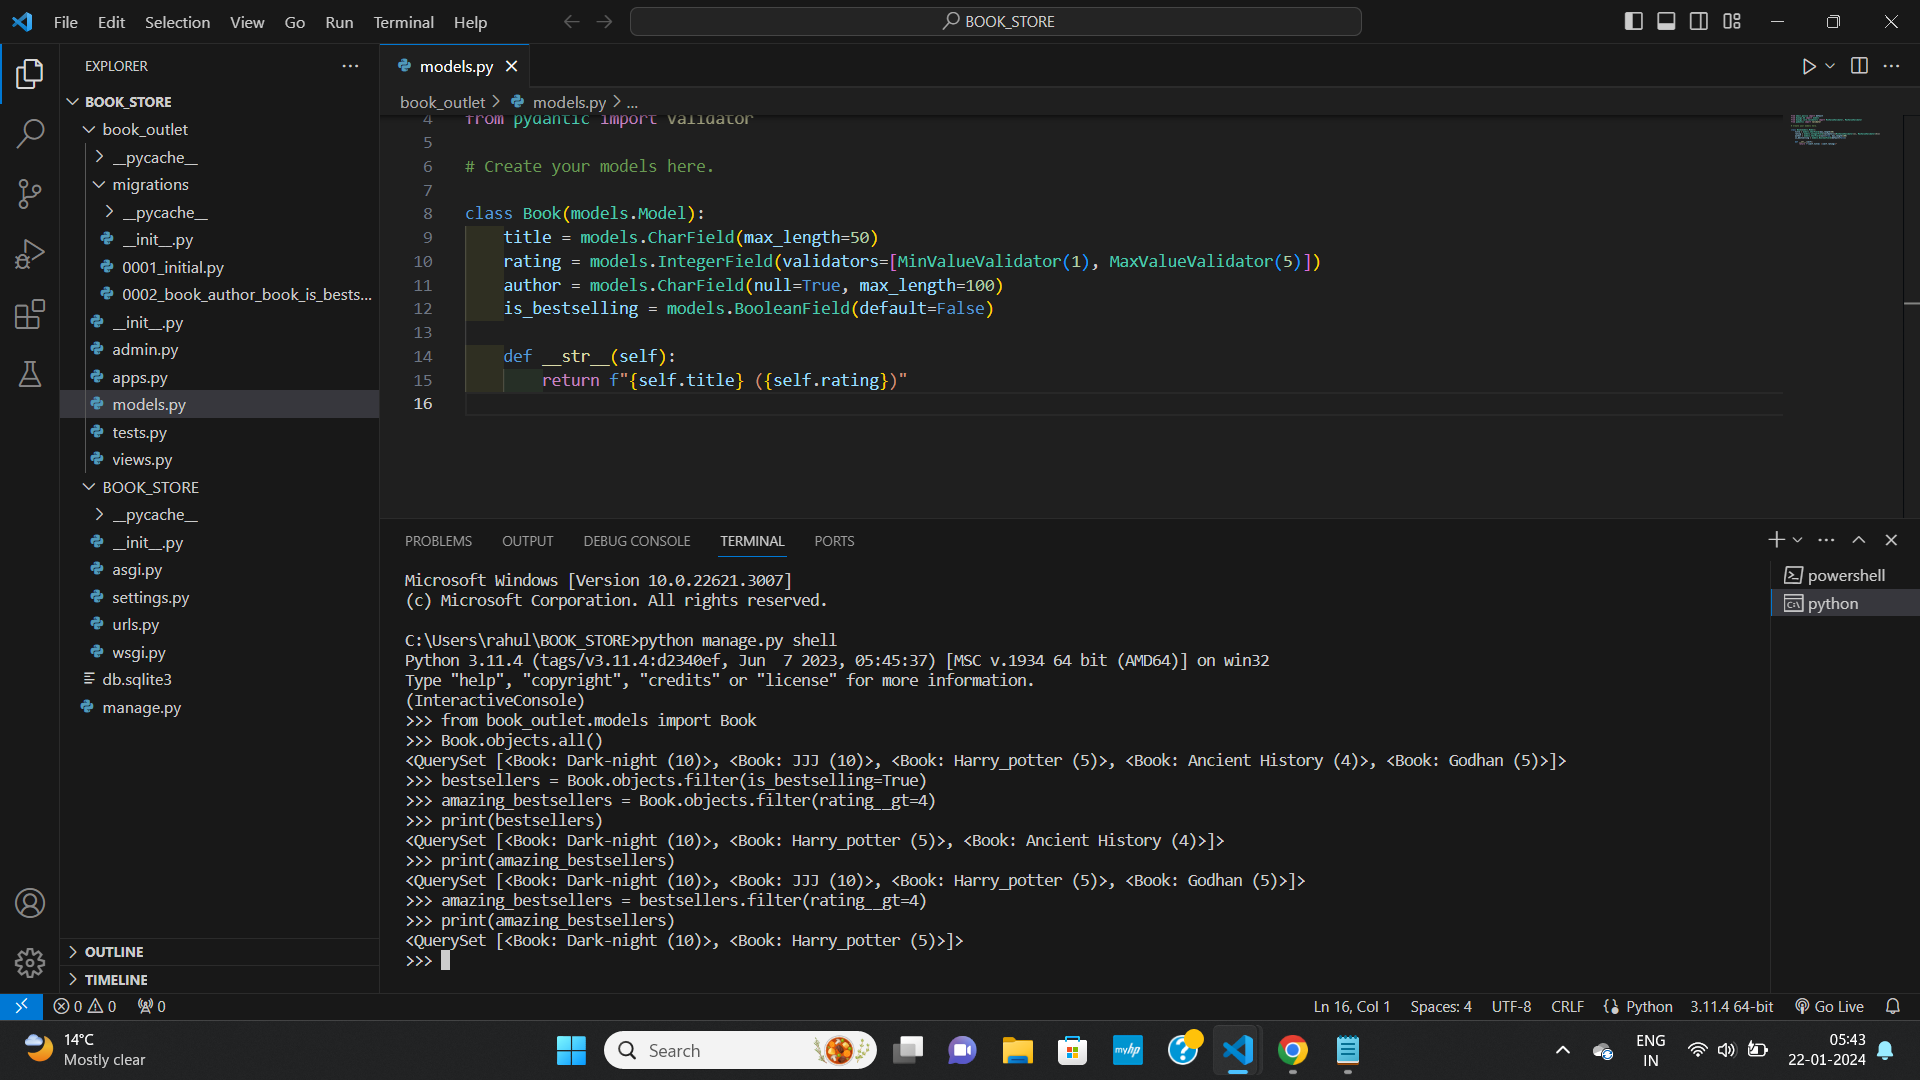 File Edit Selection View Go Run Terminal Help
BOOK_STORE
EXPLORER
BOOK_STORE
book_outlet
__pycache__
migrations
__pycache__
__init__.py
0001_initial.py
0002_book_author_book_is_bests...
__init__.py
admin.py
apps.py
models.py
tests.py
views.py
BOOK_STORE
__pycache__
__init__.py
asgi.py
settings.py
urls.py
wsgi.py
db.sqlite3
manage.py
OUTLINE
TIMELINE
models.py
book_outlet > models.py > ...
4 from pydantic import validator
5
6 # Create your models here.
7
8 class Book(models.Model):
9 title = models.CharField(max_length=50)
10 rating = models.IntegerField(validators=[MinValueValidator(1), MaxValueValidator(5)])
11 author = models.CharField(null=True, max_length=100)
12 is_bestselling = models.BooleanField(default=False)
13
14 def __str__(self):
15 return f"{self.title} ({self.rating})"
16
PROBLEMS OUTPUT DEBUG CONSOLE TERMINAL PORTS
powershell
python
Microsoft Windows [Version 10.0.22621.3007]
(c) Microsoft Corporation. All rights reserved.
C:\Users\rahul\BOOK_STORE>python manage.py shell
Python 3.11.4 (tags/v3.11.4:d2340ef, Jun  7 2023, 05:45:37) [MSC v.1934 64 bit (AMD64)] on win32
Type "help", "copyright", "credits" or "license" for more information.
(InteractiveConsole)
>>> from book_outlet.models import Book
>>> Book.objects.all()
<QuerySet [<Book: Dark-night (10)>, <Book: JJJ (10)>, <Book: Harry_potter (5)>, <Book: Ancient History (4)>, <Book: Godhan (5)>]>
>>> bestsellers = Book.objects.filter(is_bestselling=True)
>>> amazing_bestsellers = Book.objects.filter(rating__gt=4)
>>> print(bestsellers)
<QuerySet [<Book: Dark-night (10)>, <Book: Harry_potter (5)>, <Book: Ancient History (4)>]>
>>> print(amazing_bestsellers)
<QuerySet [<Book: Dark-night (10)>, <Book: JJJ (10)>, <Book: Harry_potter (5)>, <Book: Godhan (5)>]>
>>> amazing_bestsellers = bestsellers.filter(rating__gt=4)
>>> print(amazing_bestsellers)
<QuerySet [<Book: Dark-night (10)>, <Book: Harry_potter (5)>]>
>>>
0 0 0
Ln 16, Col 1 Spaces: 4 UTF-8 CRLF Python 3.11.4 64-bit Go Live
14°C
Mostly clear
Search
myhp
ENG
IN
05:43
22-01-2024